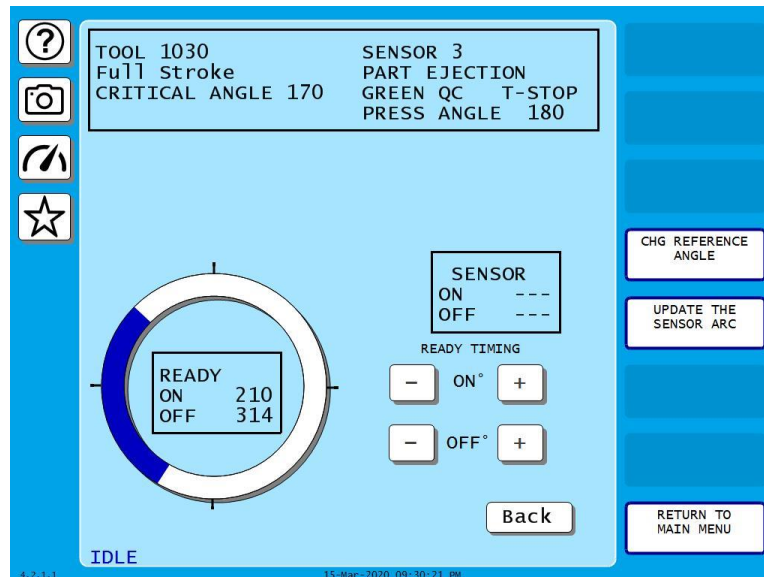 TOOL 1030
Full Stroke
CRITICAL ANGLE 170
SENSOR 3
PART EJECTION
GREEN QC T-STOP
PRESS ANGLE 180
CHG REFERENCE
ANGLE
UPDATE THE
SENSOR ARC
SENSOR
ON ---
OFF ---
READY TIMING
- ON° +
- OFF° +
READY
ON 210
OFF 314
Back
RETURN TO
MAIN MENU
IDLE
4.2.1.1
15-Mar-2020 09:30:21 PM